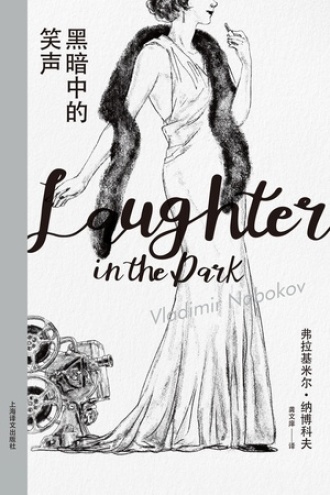 黑暗中的
笑声
Laughter
in the Dark
Vladimir Nabokov
弗拉基米尔·纳博科夫
龚文庠 译
上海译文出版社